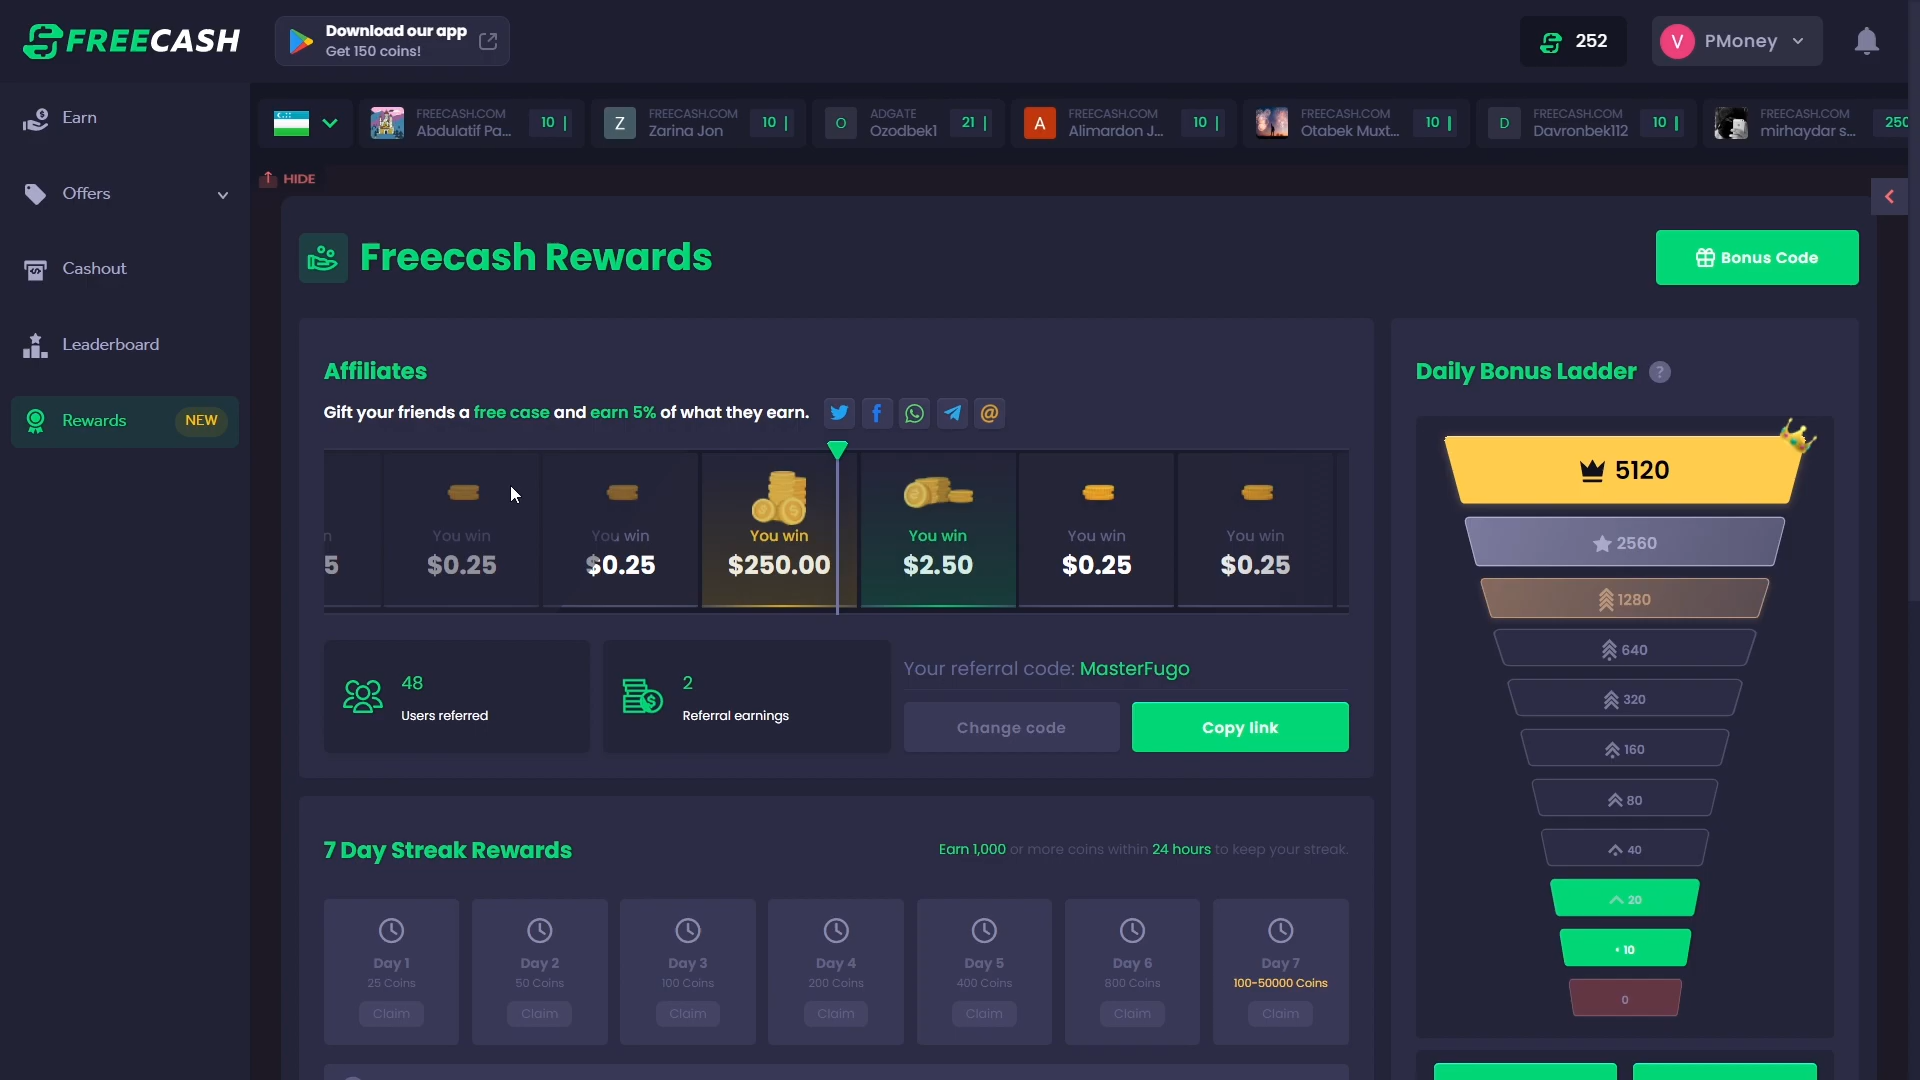 FREECASH
Download our app
Get 150 coins!
252
V
PMoney
Earn
Offers
Cashout
Leaderboard
Rewards
NEW
FREECASH.COM
Abdulatif Pa...
10
Z
FREECASH.COM
Zarina Jon
10
O
ADGATE
Ozodbek1
21
A
FREECASH.COM
Alimardon J...
10
FREECASH.COM
Otabek Muxt...
10
D
FREECASH.COM
Davronbek112
10
FREECASH.COM
mirhaydar s...
250
HIDE
Freecash Rewards
Bonus Code
Affiliates
Gift your friends a free case and earn 5% of what they earn.
n
5
You win
$0.25
You win
$0.25
You win
$250.00
You win
$2.50
You win
$0.25
You win
$0.25
48
Users referred
2
Referral earnings
Your referral code: MasterFugo
Change code
Copy link
7 Day Streak Rewards
Earn 1,000 or more coins within 24 hours to keep your streak.
Day 1
25 Coins
Claim
Day 2
50 Coins
Claim
Day 3
100 Coins
Claim
Day 4
200 Coins
Claim
Day 5
400 Coins
Claim
Day 6
800 Coins
Claim
Day 7
100-50000 Coins
Claim
Daily Bonus Ladder ?
5120
2560
1280
640
320
160
80
40
20
10
0